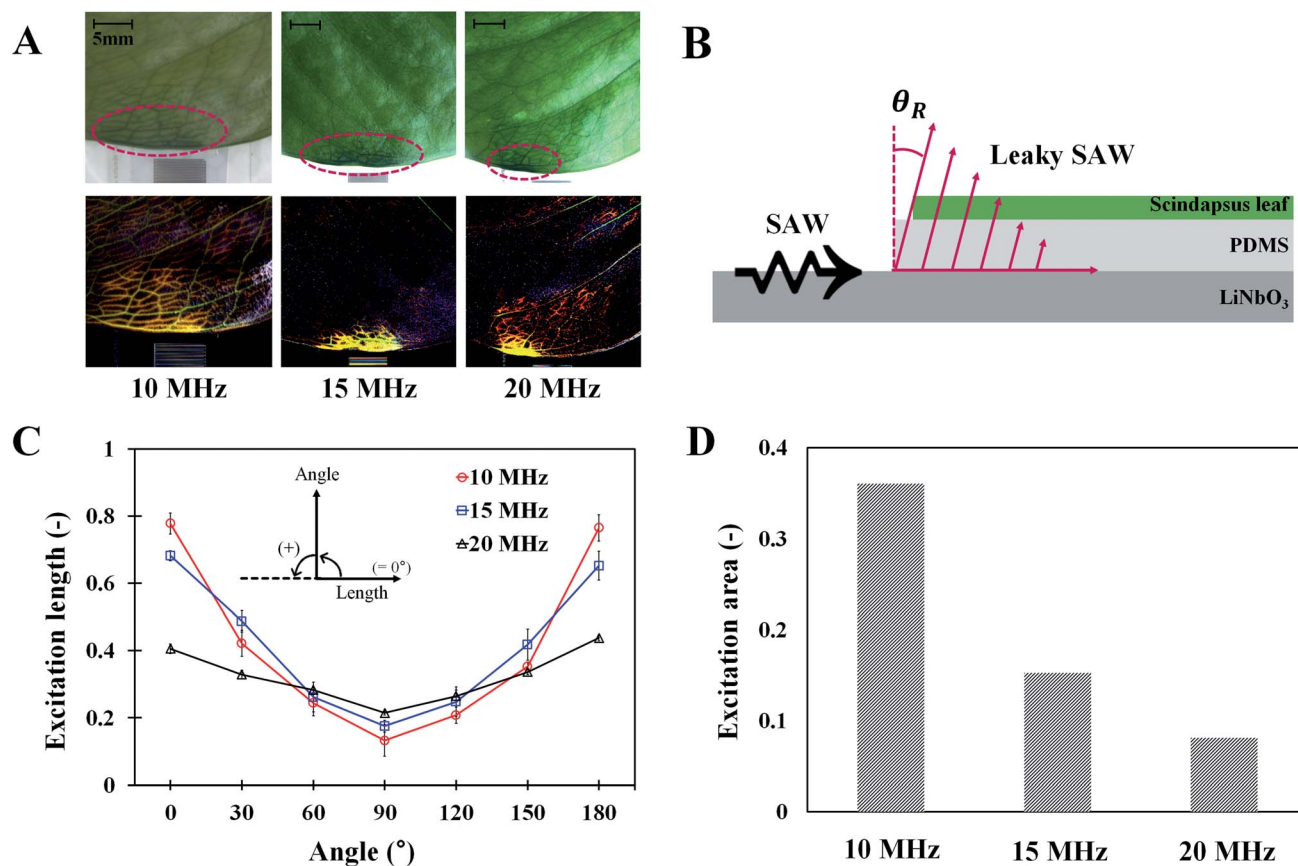 A
5mm
10 MHz
15 MHz
20 MHz
B
θR
Leaky SAW
SAW
Scindapsus leaf
PDMS
LiNbO3
C
Excitation length (-)
1
0.8
0.6
0.4
0.2
0
0
30
60
90
120
150
180
Angle (°)
Angle
(+)
(= 0°)
Length
10 MHz
15 MHz
20 MHz
D
Excitation area (-)
0.4
0.3
0.2
0.1
0
10 MHz
15 MHz
20 MHz